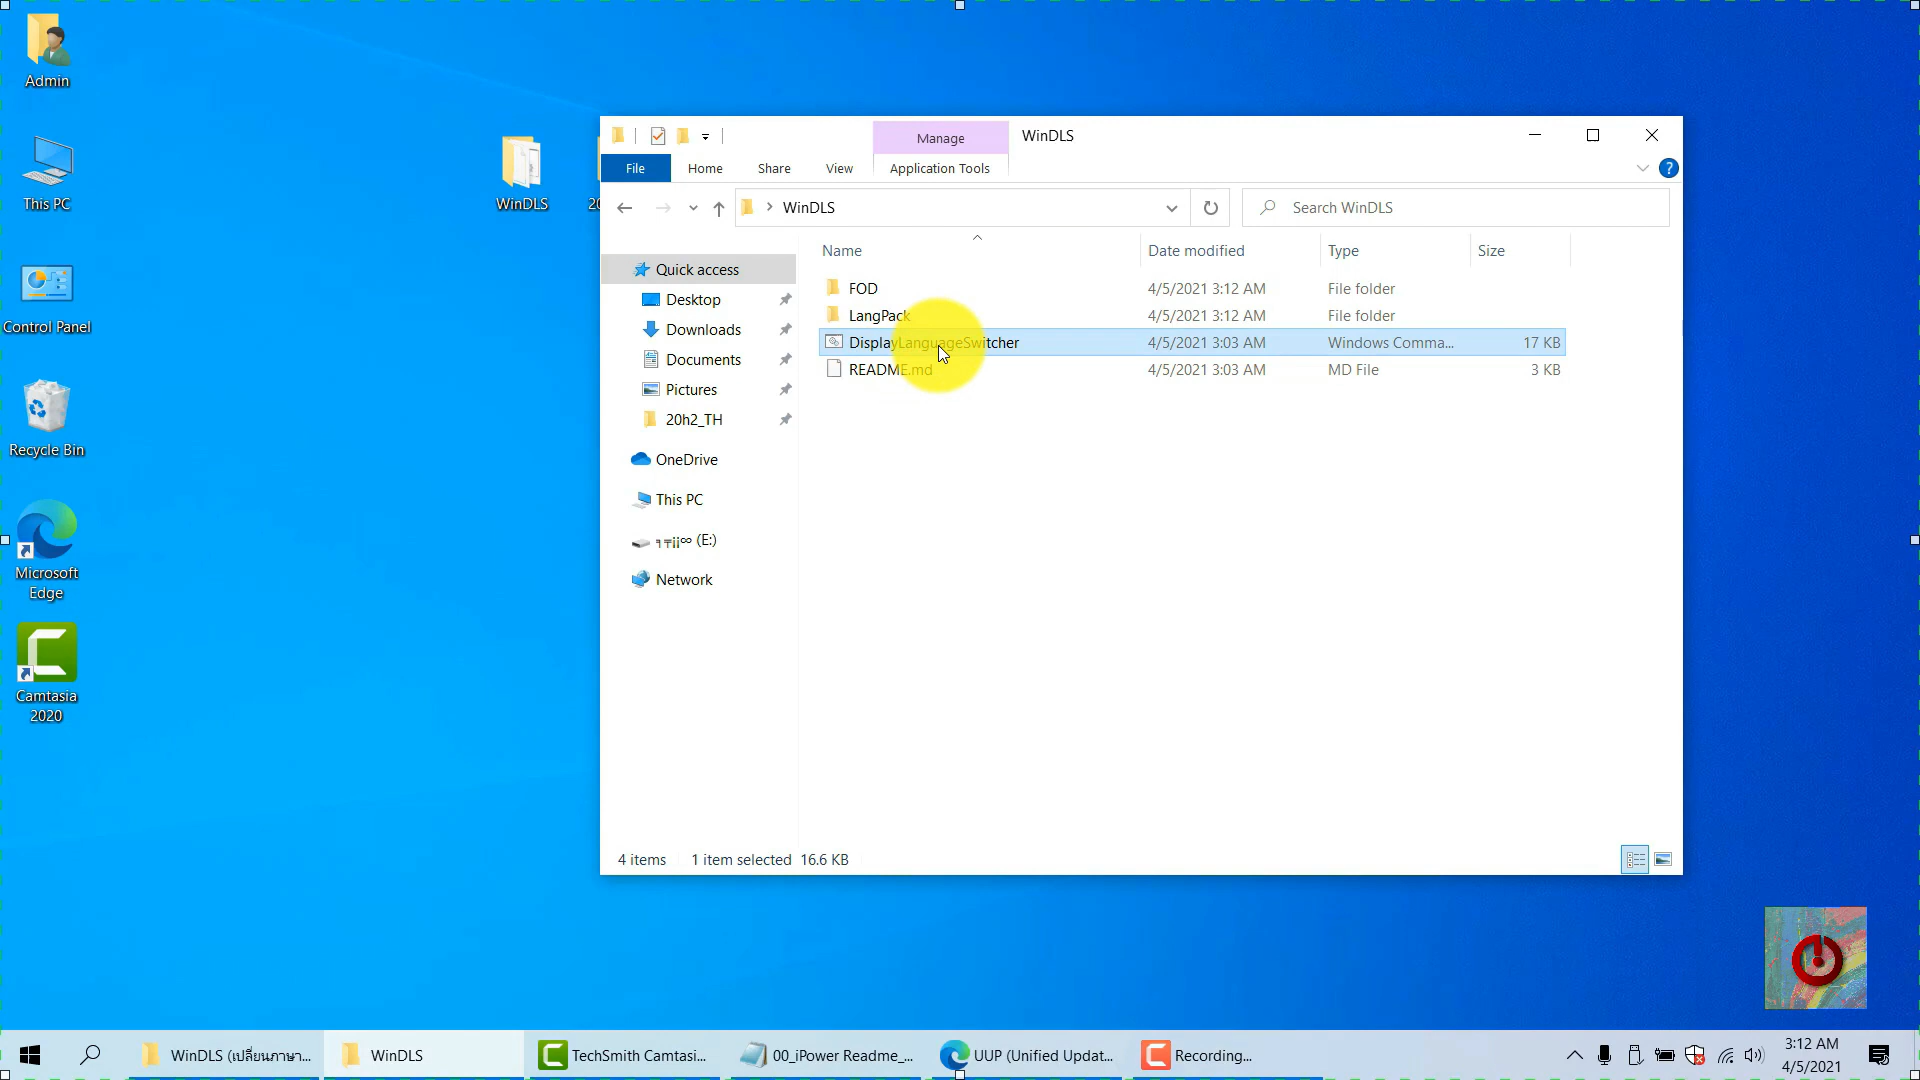 Admin
This PC
Control Panel
Recycle Bin
Microsoft
Edge
Camtasia
2020
WinDLS
20
Manage
WinDLS
File
Home
Share
View
Application Tools
WinDLS
Search WinDLS
Quick access
Desktop
Downloads
Documents
Pictures
20h2_TH
OneDrive
This PC
(E:)
Network
Name
Date modified
Type
Size
FOD
4/5/2021 3:12 AM
File folder
LangPack
4/5/2021 3:12 AM
File folder
DisplayLanguageSwitcher
4/5/2021 3:03 AM
Windows Comma...
17 KB
README.md
4/5/2021 3:03 AM
MD File
3 KB
4 items
1 item selected 16.6 KB
WinDLS (เปลี่ยนภาษา...
WinDLS
TechSmith Camtasi...
00_iPower Readme_...
UUP (Unified Updat...
Recording...
3:12 AM
4/5/2021